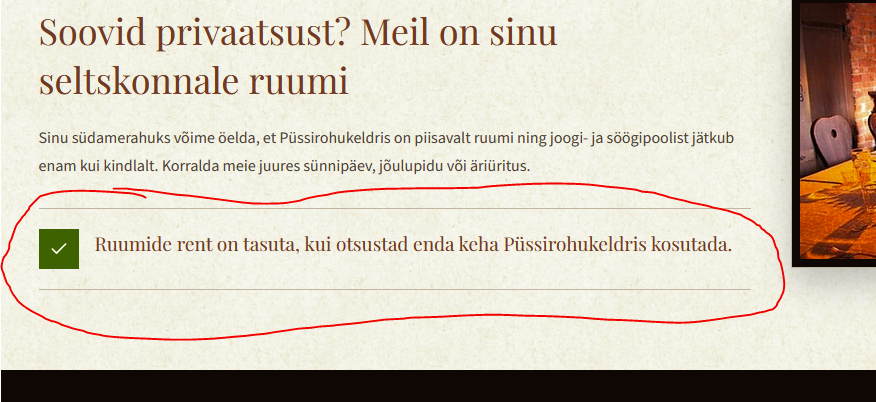 Soovid privaatsust? Meil on sinu
seltskonnale ruumi
Sinu südamerahuks võime öelda, et Püssirohukeldris on piisavalt ruumi ning joogi- ja söögipoolist jätkub
enam kui kindlalt. Korralda meie juures sünnipäev, jõulupidu või äriüritus.
Ruumide rent on tasuta, kui otsustad enda keha Püssirohukeldris kosutada.